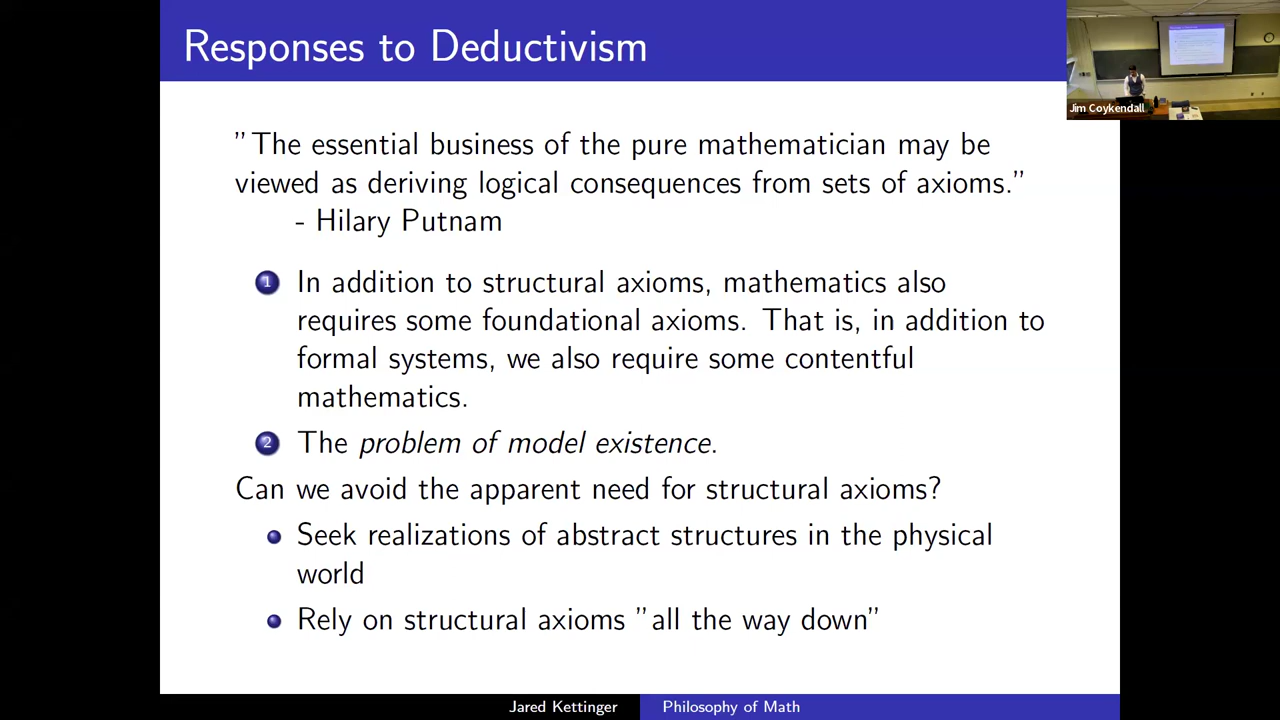 Responses to Deductivism
Jim Coykendall
”The essential business of the pure mathematician may be
viewed as deriving logical consequences from sets of axioms.”
- Hilary Putnam
1 In addition to structural axioms, mathematics also
requires some foundational axioms. That is, in addition to
formal systems, we also require some contentful
mathematics.
2 The problem of model existence.
Can we avoid the apparent need for structural axioms?
Seek realizations of abstract structures in the physical
world
Rely on structural axioms ”all the way down”
Jared Kettinger
Philosophy of Math